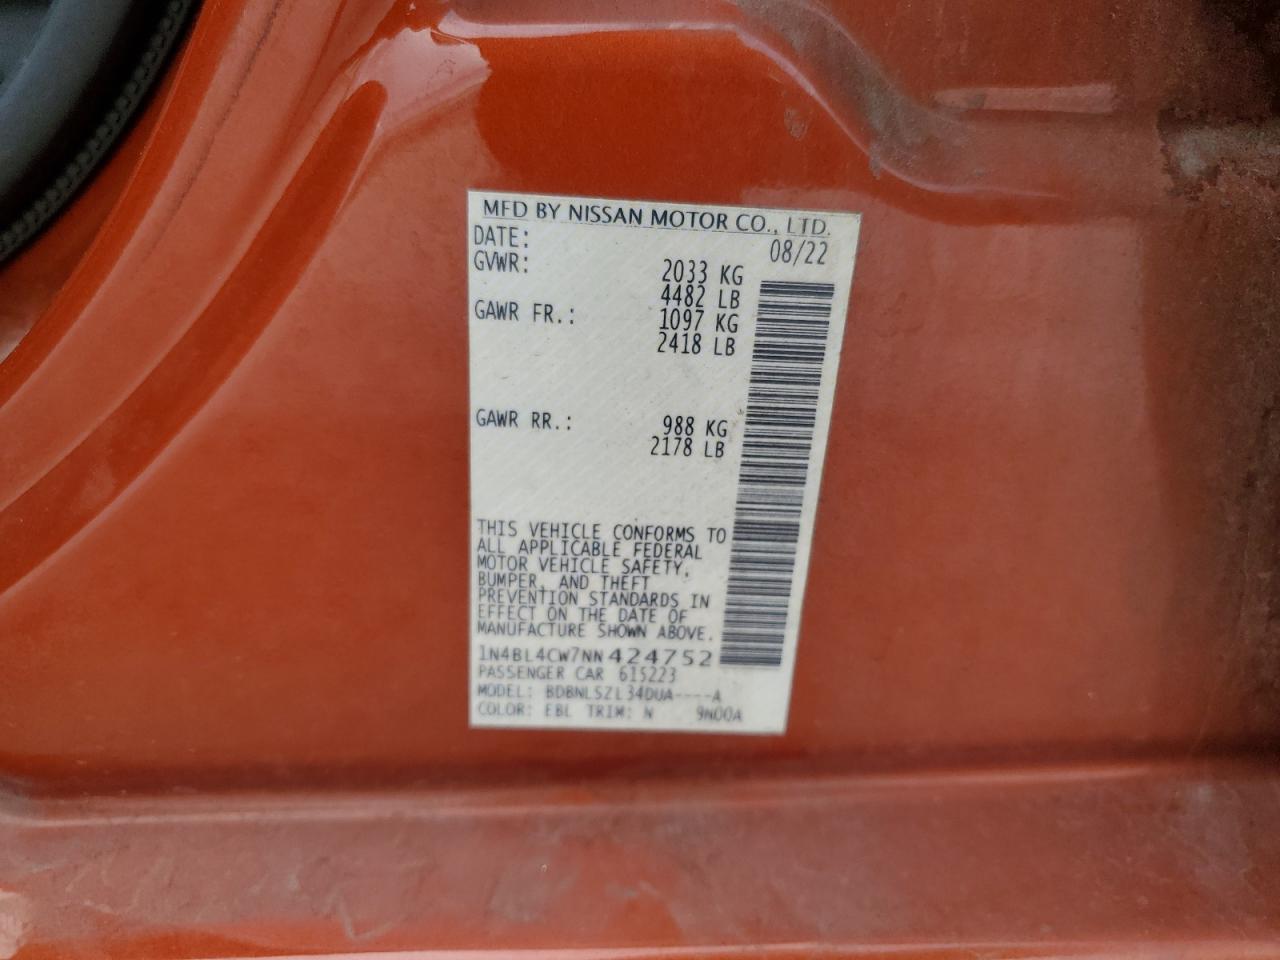 MFD BY NISSAN MOTOR CO., LTD.
DATE: 08/22
GVWR: 2033 KG
4482 LB
GAWR FR.: 1097 KG
2418 LB
GAWR RR.: 988 KG
2178 LB
THIS VEHICLE CONFORMS TO
ALL APPLICABLE FEDERAL
MOTOR VEHICLE SAFETY,
BUMPER, AND THEFT
PREVENTION STANDARDS IN
EFFECT ON THE DATE OF
MANUFACTURE SHOWN ABOVE.
1N4BL4CW7NN424752
PASSENGER CAR 615223
MODEL: BDBNLSZL34DUA----A
COLOR: EBL TRIM: N 9N00A